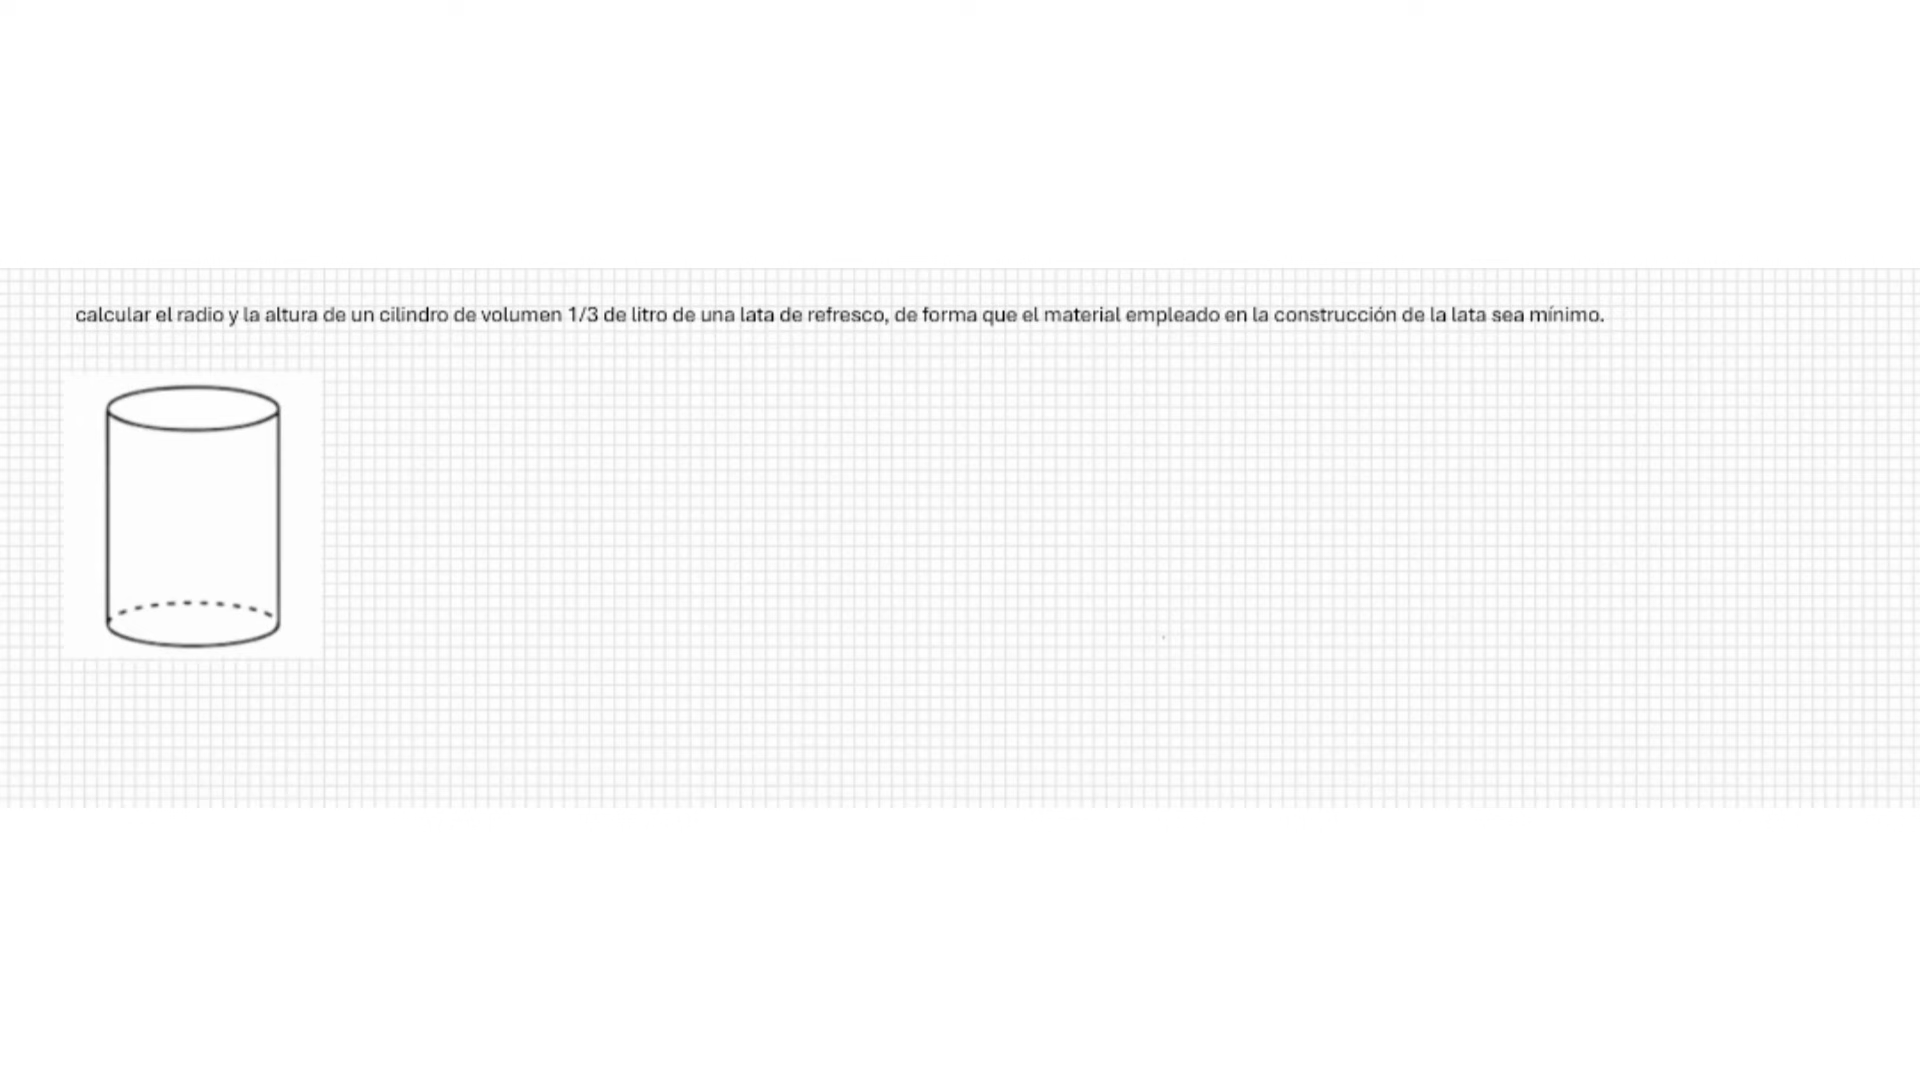 calcular el radio y la altura de un cilindro de volumen 1/3 de litro de una lata de refresco, de forma que el material empleado en la construcción de la lata sea mínimo.